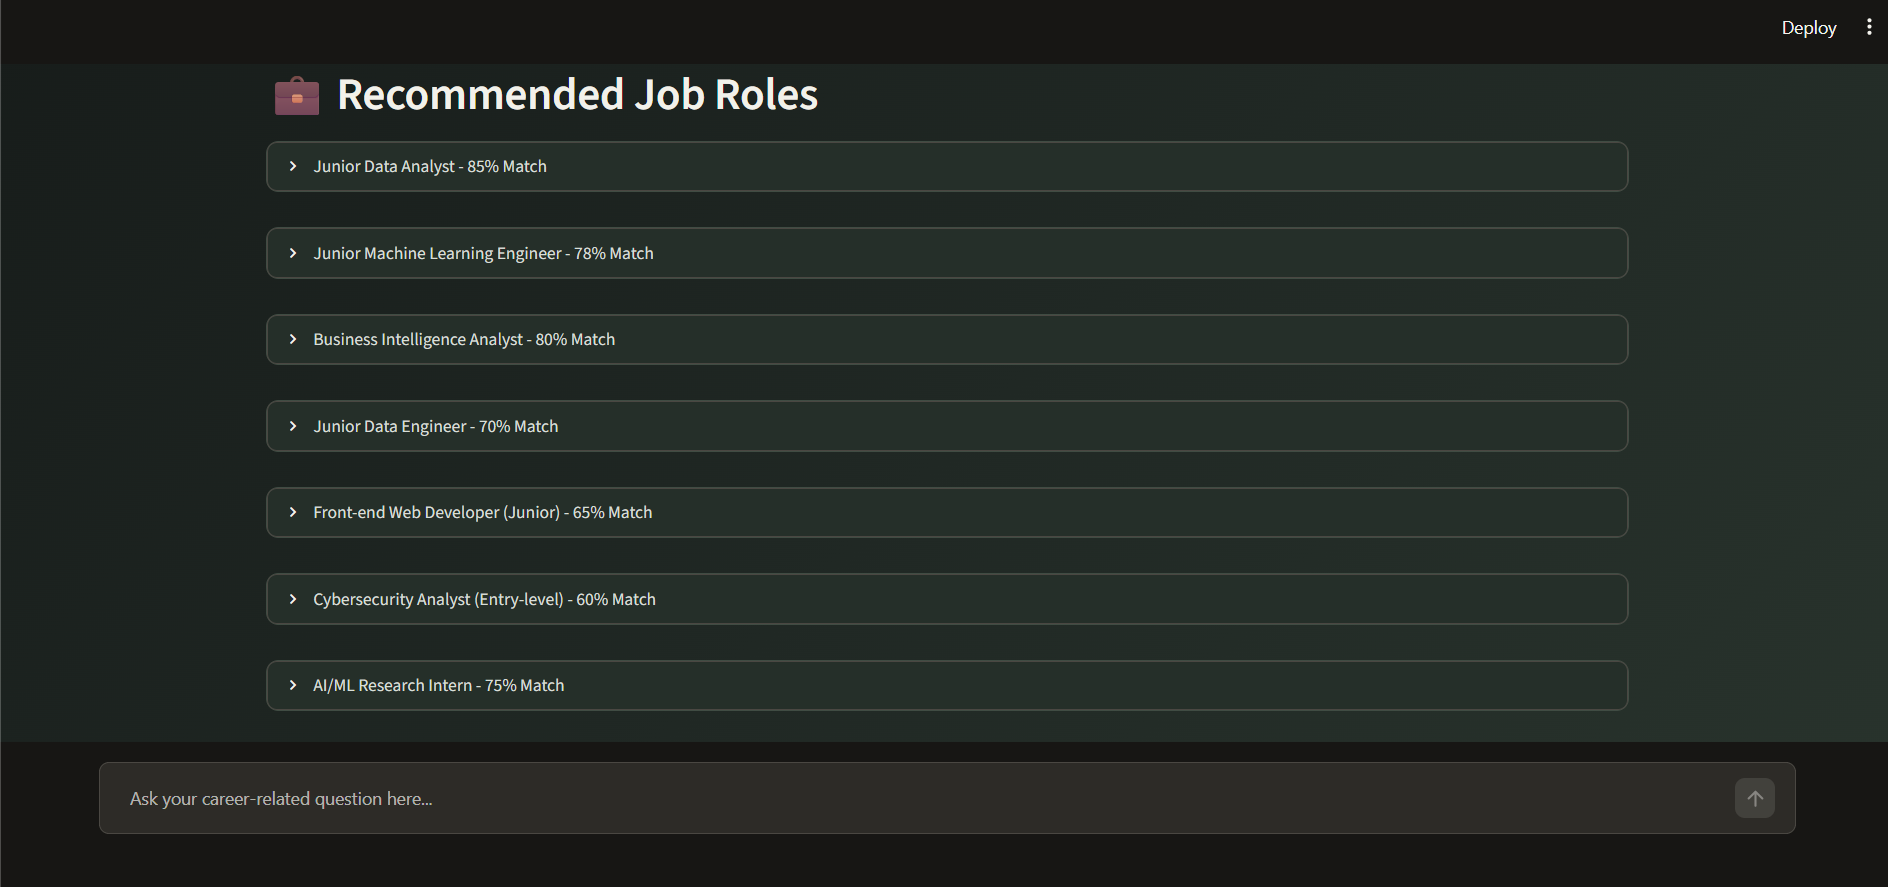 Deploy
Recommended Job Roles
Junior Data Analyst - 85% Match
Junior Machine Learning Engineer - 78% Match
Business Intelligence Analyst - 80% Match
Junior Data Engineer - 70% Match
Front-end Web Developer (Junior) - 65% Match
Cybersecurity Analyst (Entry-level) - 60% Match
AI/ML Research Intern - 75% Match
Ask your career-related question here...